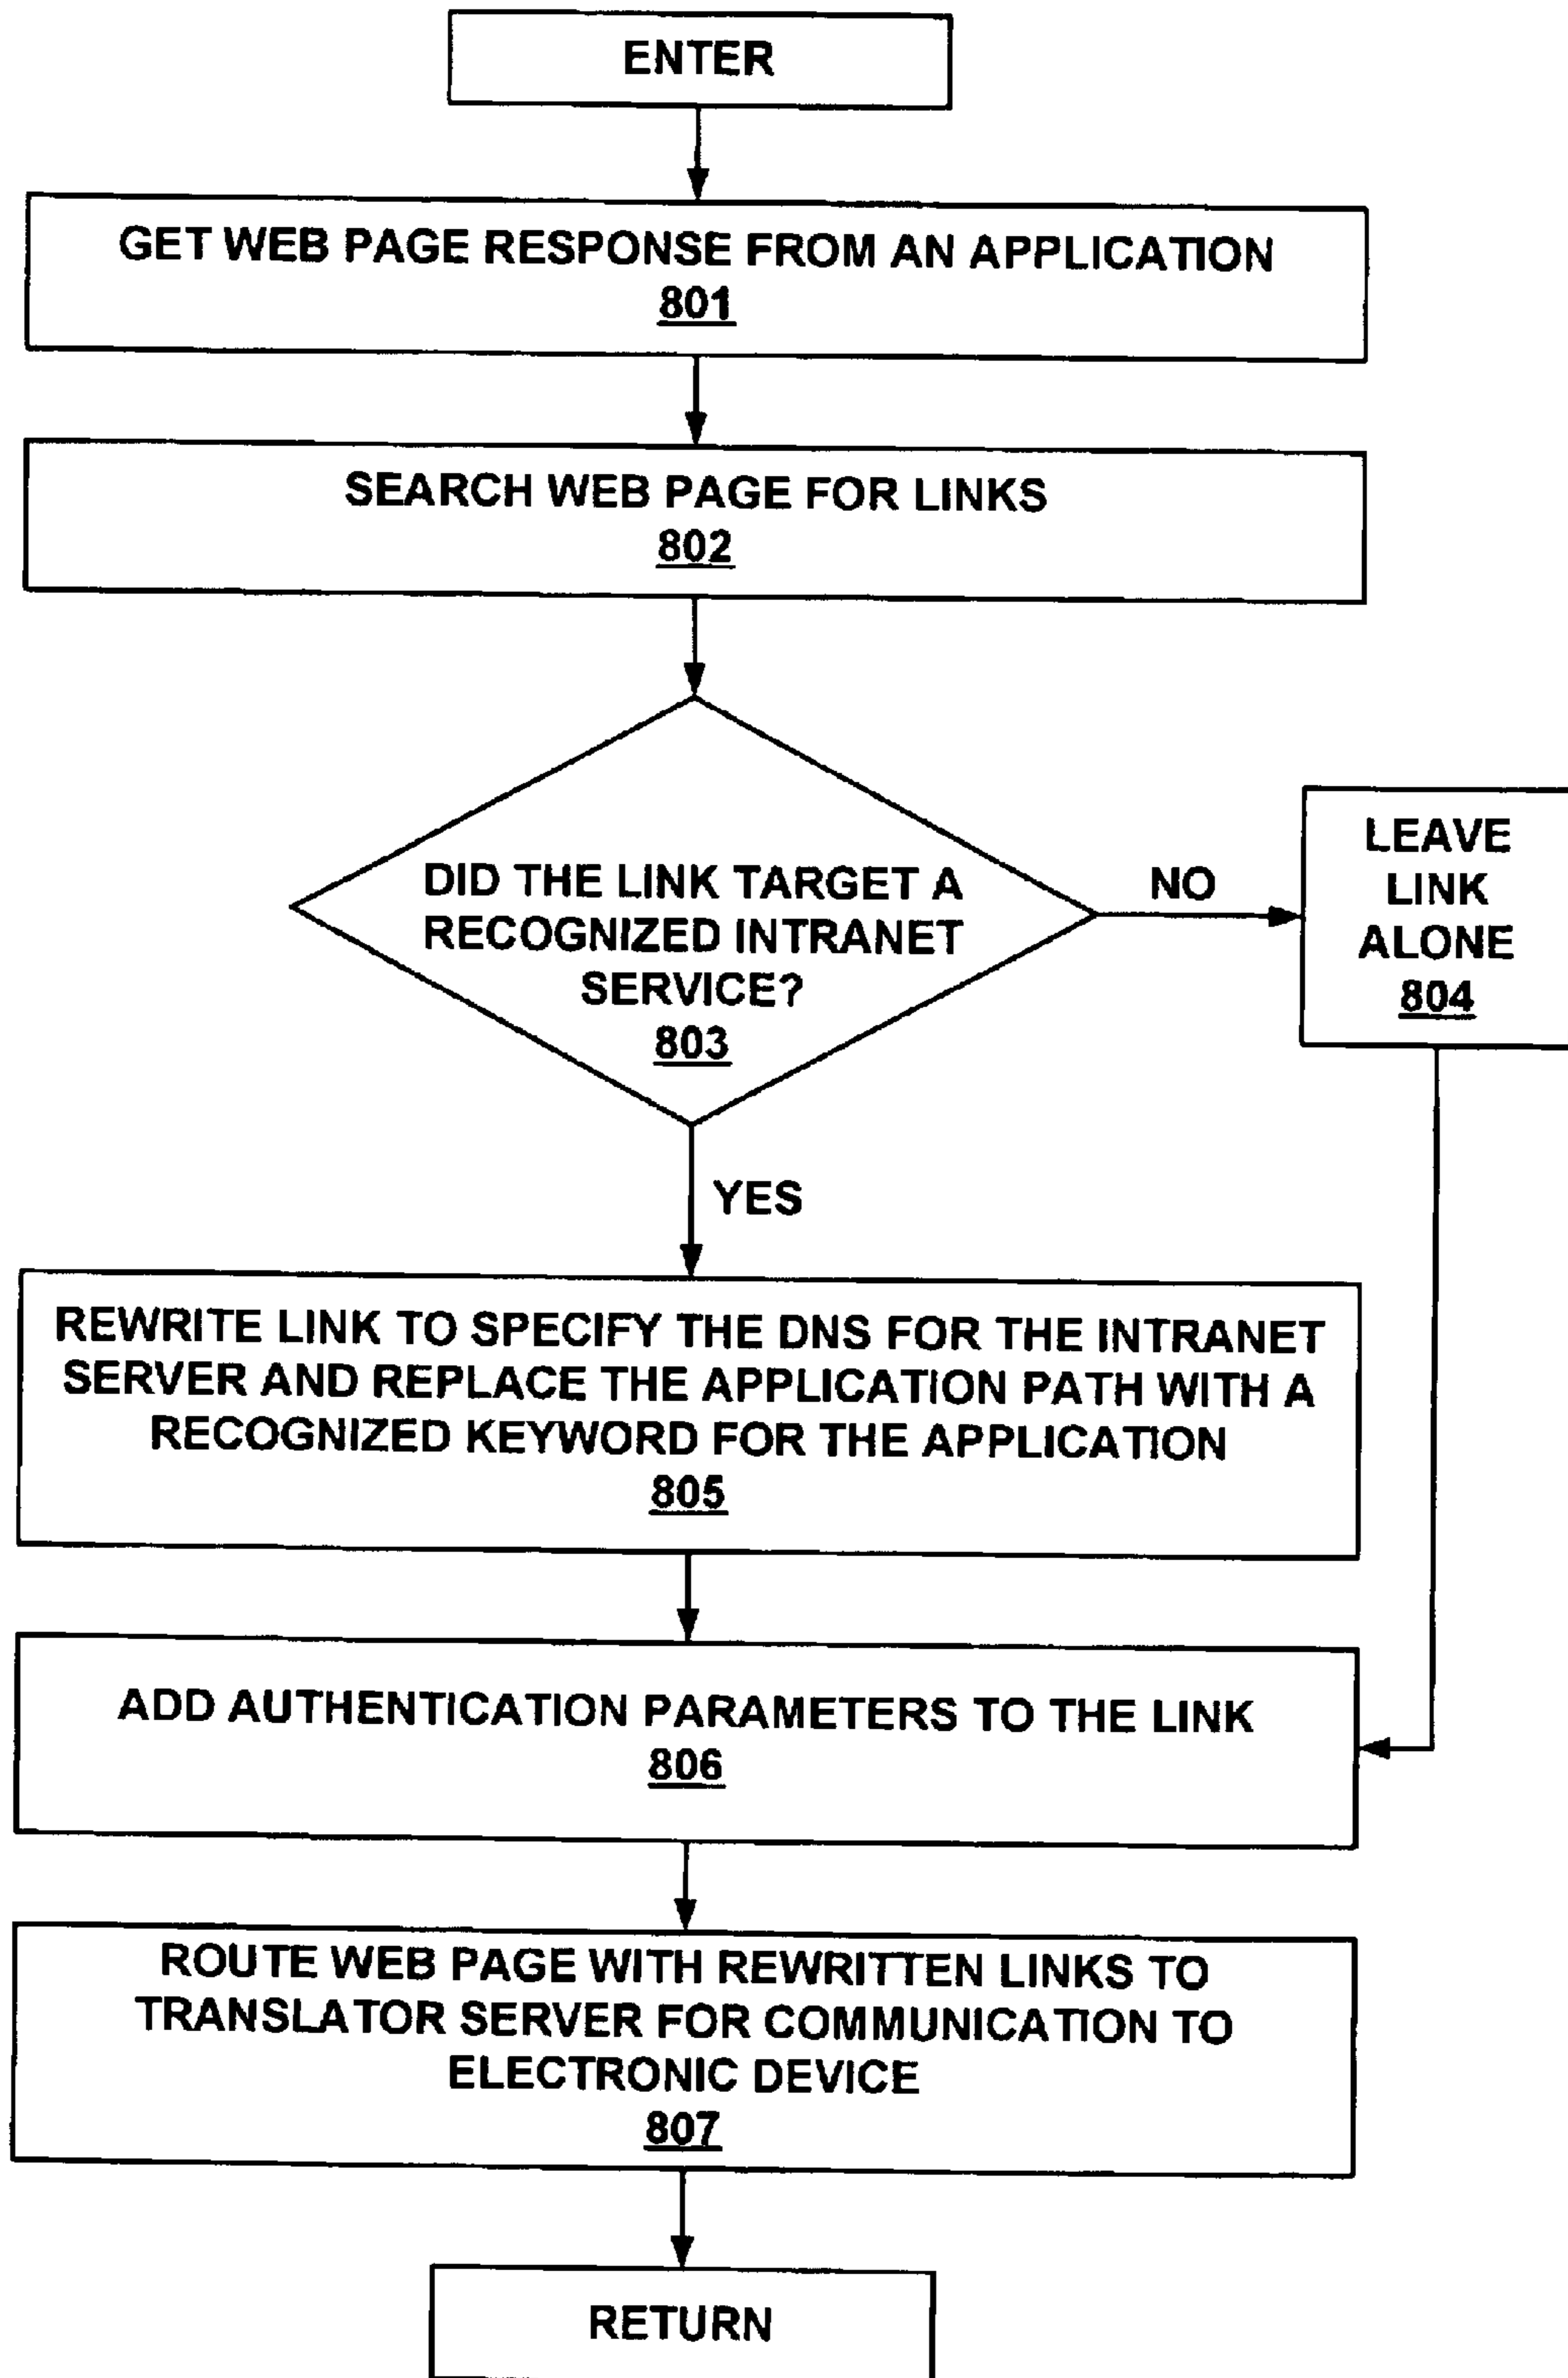 ENTER
GET WEB PAGE RESPONSE FROM AN APPLICATION
801
SEARCH WEB PAGE FOR LINKS
802
DID THE LINK TARGET A
RECOGNIZED INTRANET
SERVICE?
803
NO
LEAVE
LINK
ALONE
804
YES
REWRITE LINK TO SPECIFY THE DNS FOR THE INTRANET
SERVER AND REPLACE THE APPLICATION PATH WITH A
RECOGNIZED KEYWORD FOR THE APPLICATION
805
ADD AUTHENTICATION PARAMETERS TO THE LINK
806
ROUTE WEB PAGE WITH REWRITTEN LINKS TO
TRANSLATOR SERVER FOR COMMUNICATION TO
ELECTRONIC DEVICE
807
RETURN